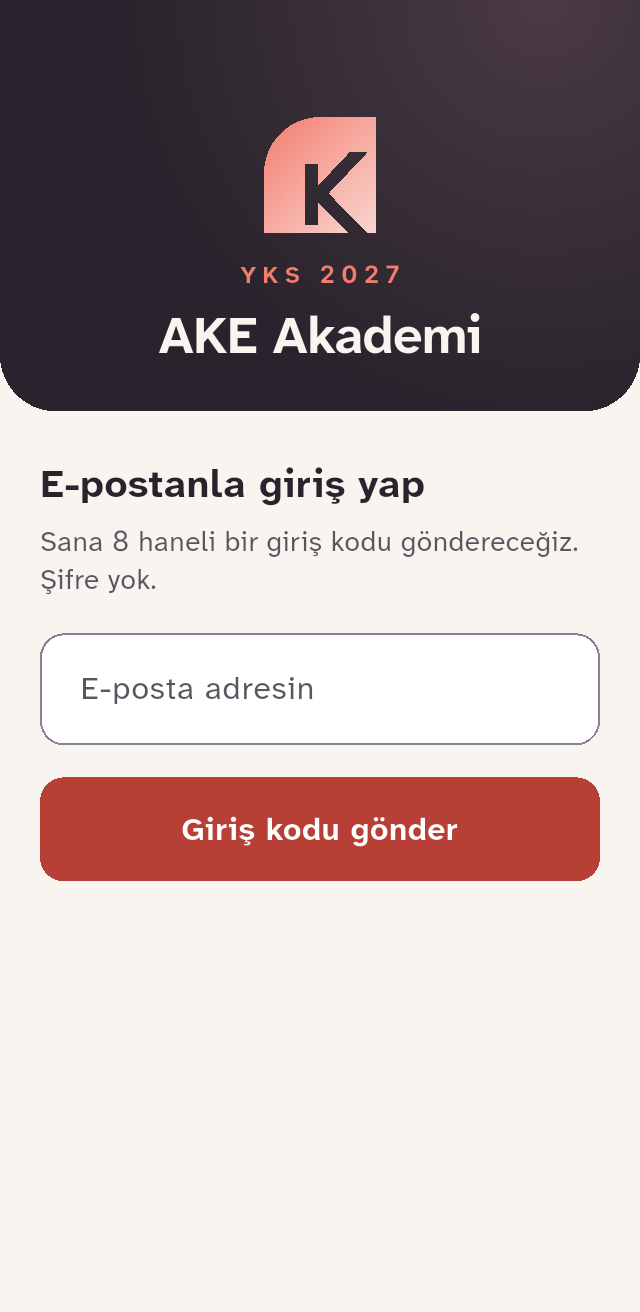 K
YKS 2027
AKE Akademi
E-postanla giriş yap
Sana 8 haneli bir giriş kodu göndereceğiz.
Şifre yok.
E-posta adresin
Giriş kodu gönder